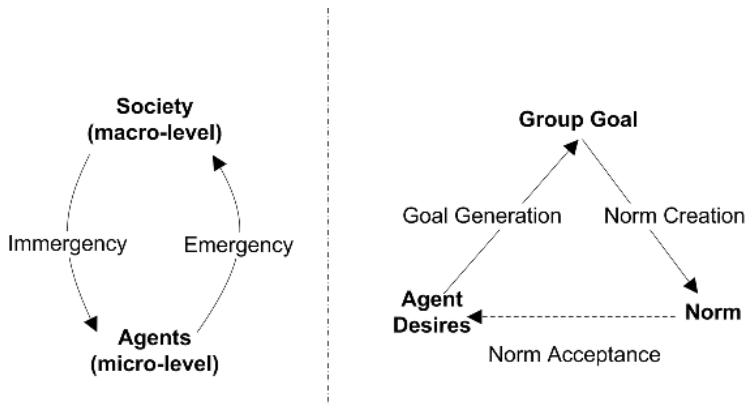 Society
(macro-level)
Immergency
Emergency
Agents
(micro-level)
Group Goal
Goal Generation
Norm Creation
Agent
Desires
Norm
Norm Acceptance